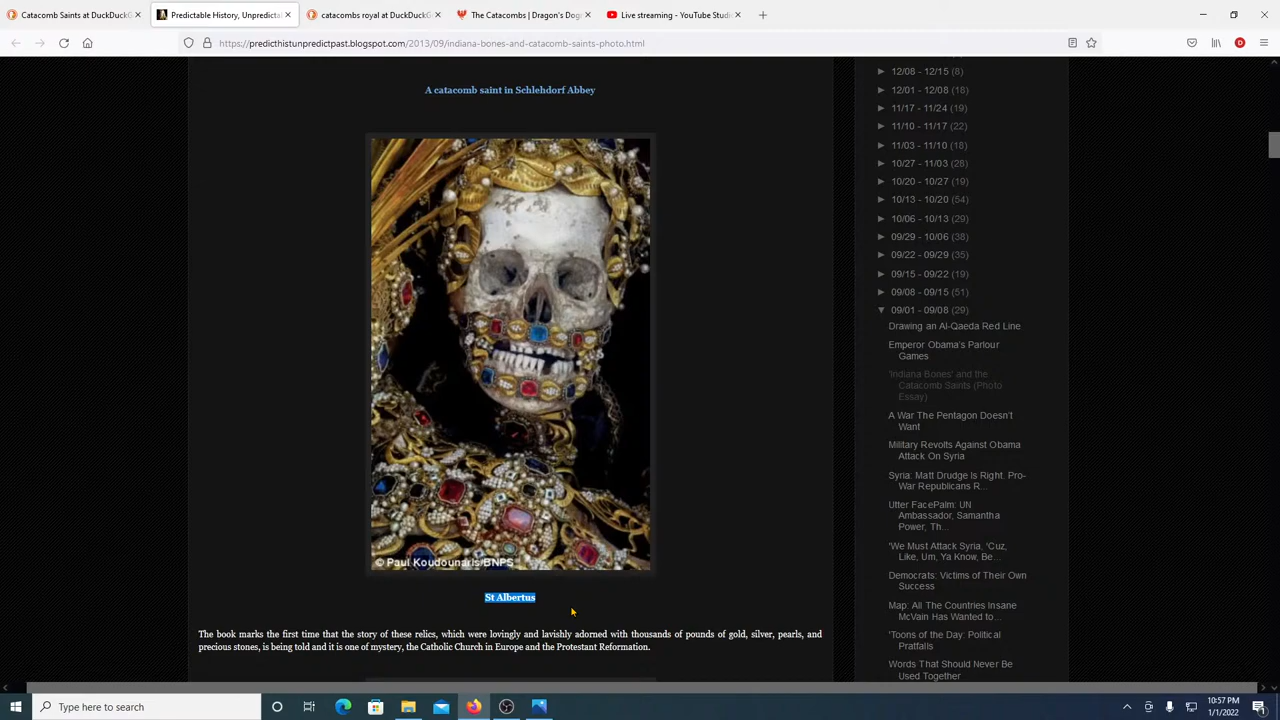 Catacomb Saints at DuckDuckG
Predictable History, Unpredicta
catacombs royal at DuckDuckG
The Catacombs | Dragon's Dog
Live streaming - YouTube Studi
https://predicthistunpredictpast.blogspot.com/2013/09/indiana-bones-and-catacomb-saints-photo.html
A catacomb saint in Schlehdorf Abbey
© Paul Koudounaris/BNPS
St Albertus
The book marks the first time that the story of these relics, which were lovingly and lavishly adorned with thousands of pounds of gold, silver, pearls, and
precious stones, is being told and it is one of mystery, the Catholic Church in Europe and the Protestant Reformation.
► 12/08 - 12/15 (8)
► 12/01 - 12/08 (18)
► 11/17 - 11/24 (19)
► 11/10 - 11/17 (22)
► 11/03 - 11/10 (18)
► 10/27 - 11/03 (28)
► 10/20 - 10/27 (19)
► 10/13 - 10/20 (54)
► 10/06 - 10/13 (29)
► 09/29 - 10/06 (38)
► 09/22 - 09/29 (35)
► 09/15 - 09/22 (19)
► 09/08 - 09/15 (51)
▼ 09/01 - 09/08 (29)
Drawing an Al-Qaeda Red Line
Emperor Obama's Parlour
Games
'Indiana Bones' and the
Catacomb Saints (Photo
Essay)
A War The Pentagon Doesn't
Want
Military Revolts Against Obama
Attack On Syria
Syria: Matt Drudge Is Right. Pro-
War Republicans R...
Utter FacePalm: UN
Ambassador, Samantha
Power, Th...
'We Must Attack Syria, 'Cuz,
Like, Um, Ya Know, Be...
Democrats: Victims of Their Own
Success
Map: All The Countries Insane
McVain Has Wanted to...
'Toons of the Day: Political
Pratfalls
Words That Should Never Be
Used Together
Type here to search
10:57 PM
1/1/2022